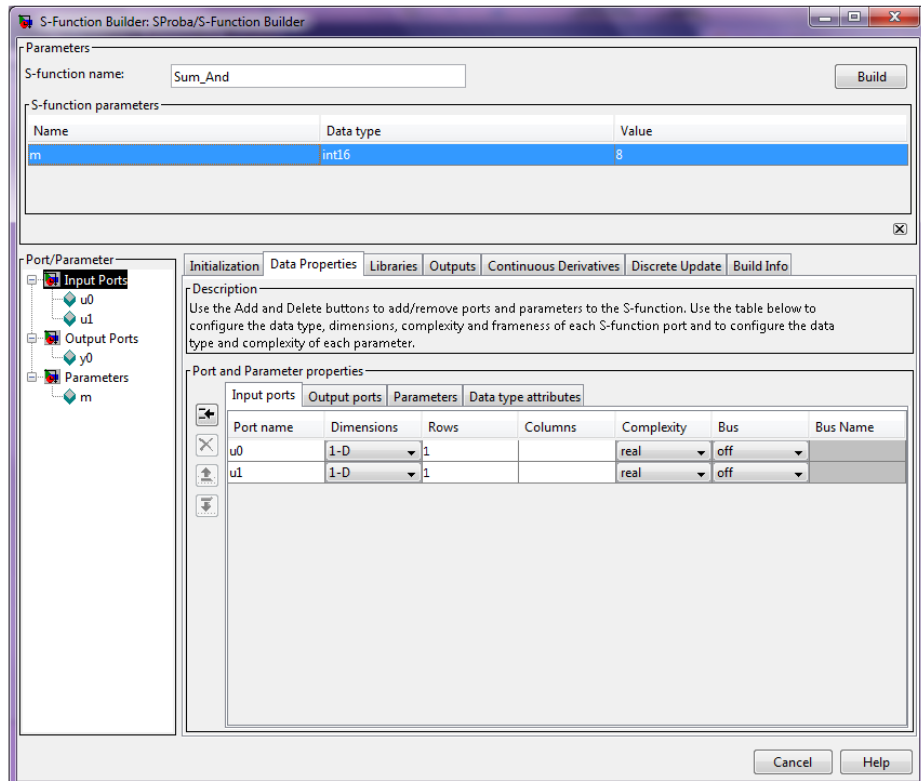 S-Function Builder: SProba/S-Function Builder
Parameters
S-function name: Sum_And Build
S-function parameters
Name Data type Value
m int16 8
Port/Parameter
Input Ports
u0
u1
Output Ports
y0
Parameters
m
Initialization Data Properties Libraries Outputs Continuous Derivatives Discrete Update Build Info
Description
Use the Add and Delete buttons to add/remove ports and parameters to the S-function. Use the table below to
configure the data type, dimensions, complexity and frameness of each S-function port and to configure the data
type and complexity of each parameter.
Port and Parameter properties
Input ports Output ports Parameters Data type attributes
Port name Dimensions Rows Columns Complexity Bus Bus Name
u0 1-D 1 real off
u1 1-D 1 real off
Cancel Help